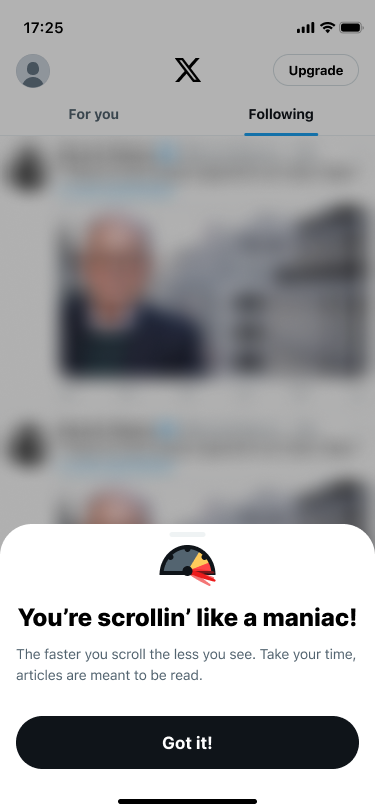 17:25
Upgrade
For you
Following
You’re scrollin’ like a maniac!
The faster you scroll the less you see. Take your time,
articles are meant to be read.
Got it!